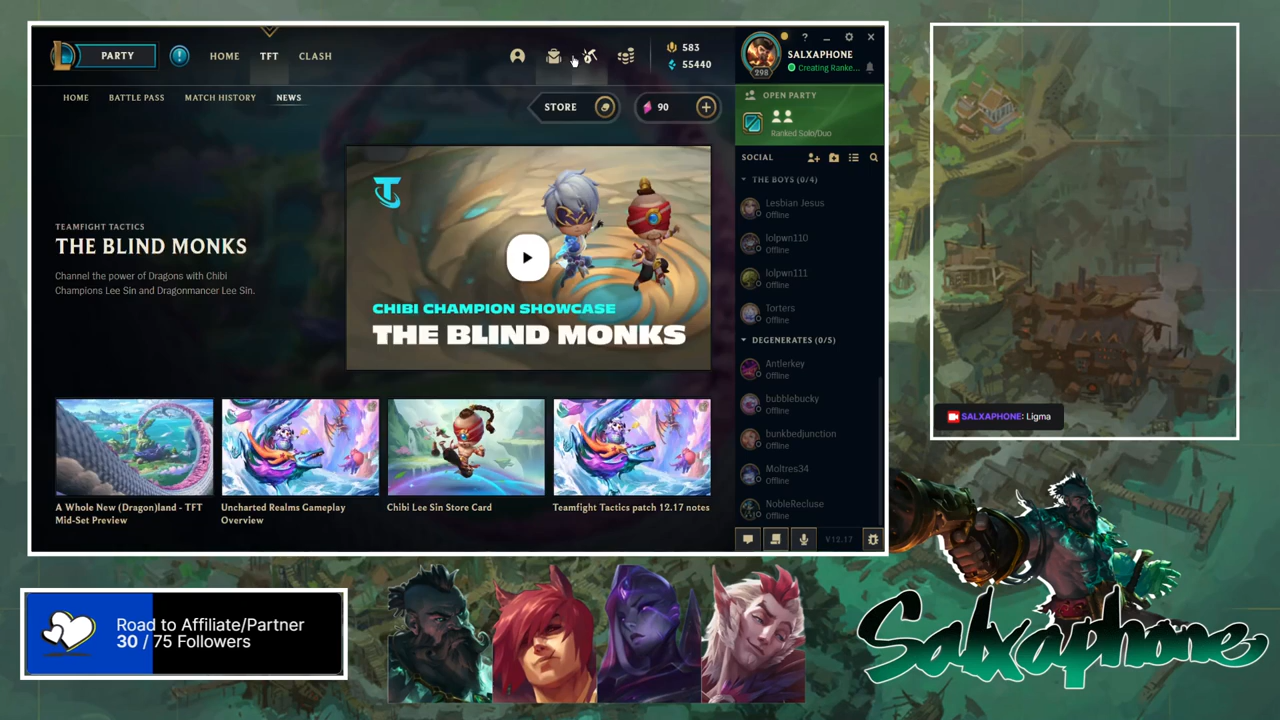 PARTY
HOME
TFT
CLASH
583
55440
SALXAPHONE
298
Creating Ranke...
HOME
BATTLE PASS
MATCH HISTORY
NEWS
STORE
90
OPEN PARTY
Ranked Solo/Duo
SOCIAL
THE BOYS (0/4)
Lesbian Jesus
Offline
lolpwn110
Offline
lolpwn111
Offline
Torters
Offline
DEGENERATES (0/5)
Antlerkey
Offline
bubblebucky
Offline
bunkbedjunction
Offline
Moltres34
Offline
NobleRecluse
Offline
V12.17
TEAMFIGHT TACTICS
THE BLIND MONKS
Channel the power of Dragons with Chibi
Champions Lee Sin and Dragonmancer Lee Sin.
CHIBI CHAMPION SHOWCASE
THE BLIND MONKS
A Whole New (Dragon)land - TFT
Mid-Set Preview
Uncharted Realms Gameplay
Overview
Chibi Lee Sin Store Card
Teamfight Tactics patch 12.17 notes
SALXAPHONE: Ligma
Road to Affiliate/Partner
30 / 75 Followers
Salxaphone